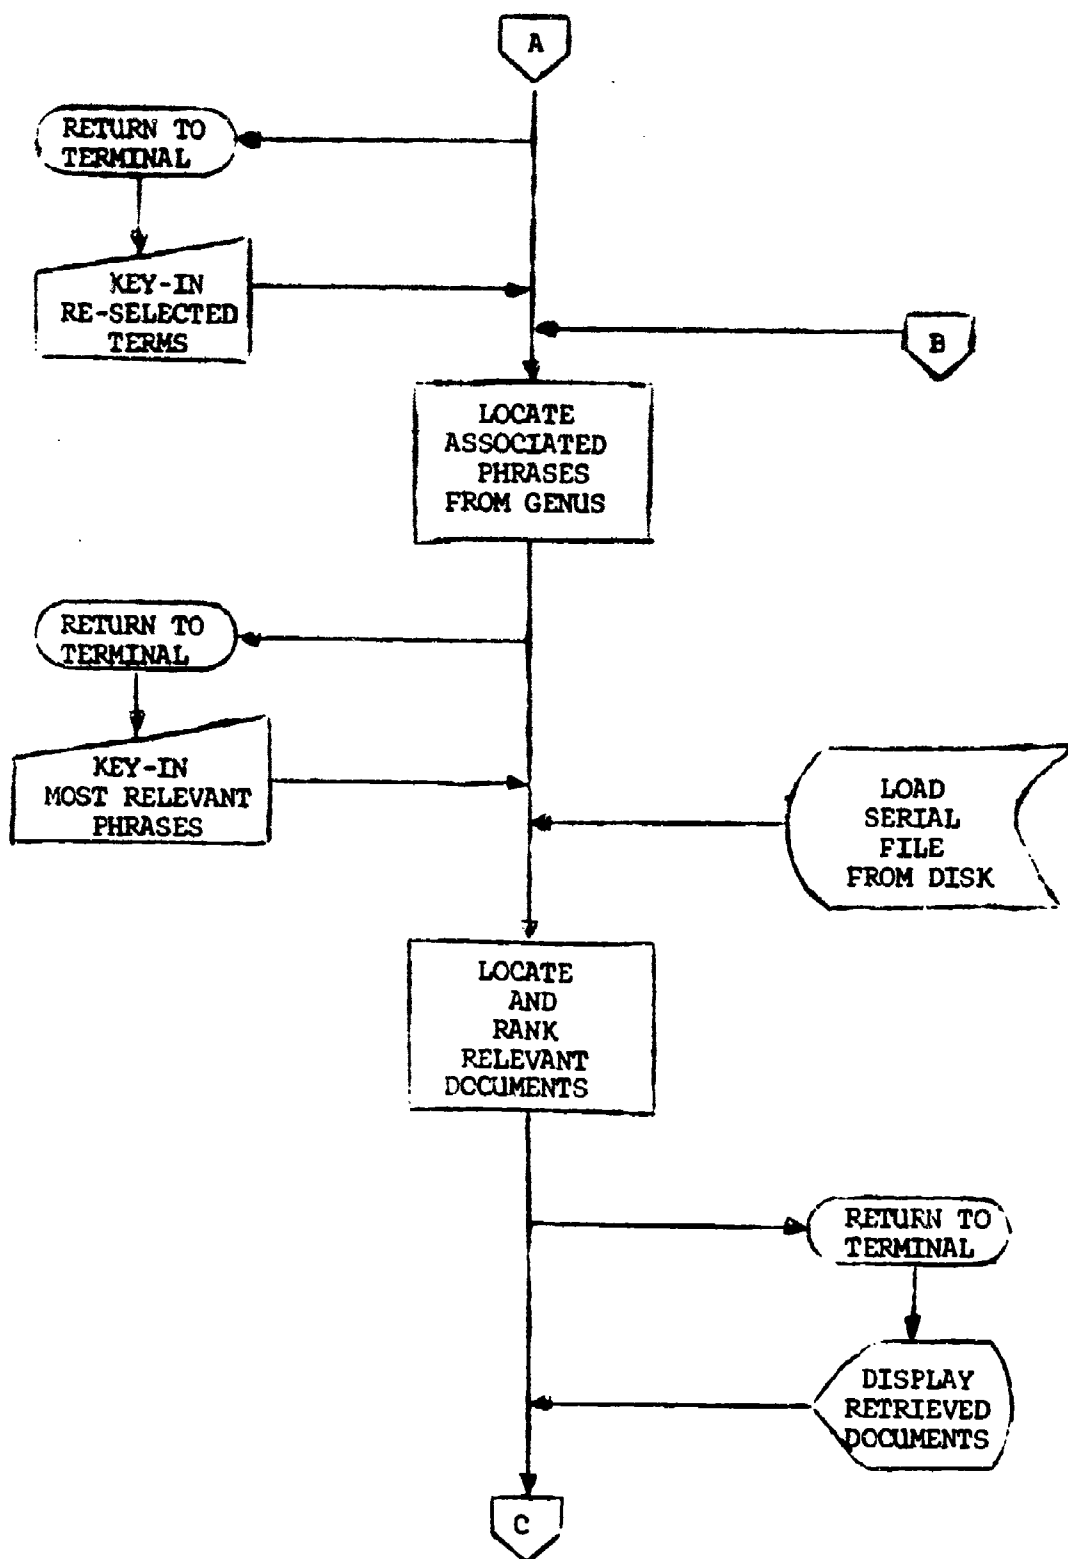 A
RETURN TO
TERMINAL
KEY-IN
RE-SELECTED
TERMS
B
LOCATE
ASSOCIATED
PHRASES
FROM GENUS
RETURN TO
TERMINAL
KEY-IN
MOST RELEVANT
PHRASES
LOAD
SERIAL
FILE
FROM DISK
LOCATE
AND
RANK
RELEVANT
DOCUMENTS
RETURN TO
TERMINAL
DISPLAY
RETRIEVED
DOCUMENTS
C